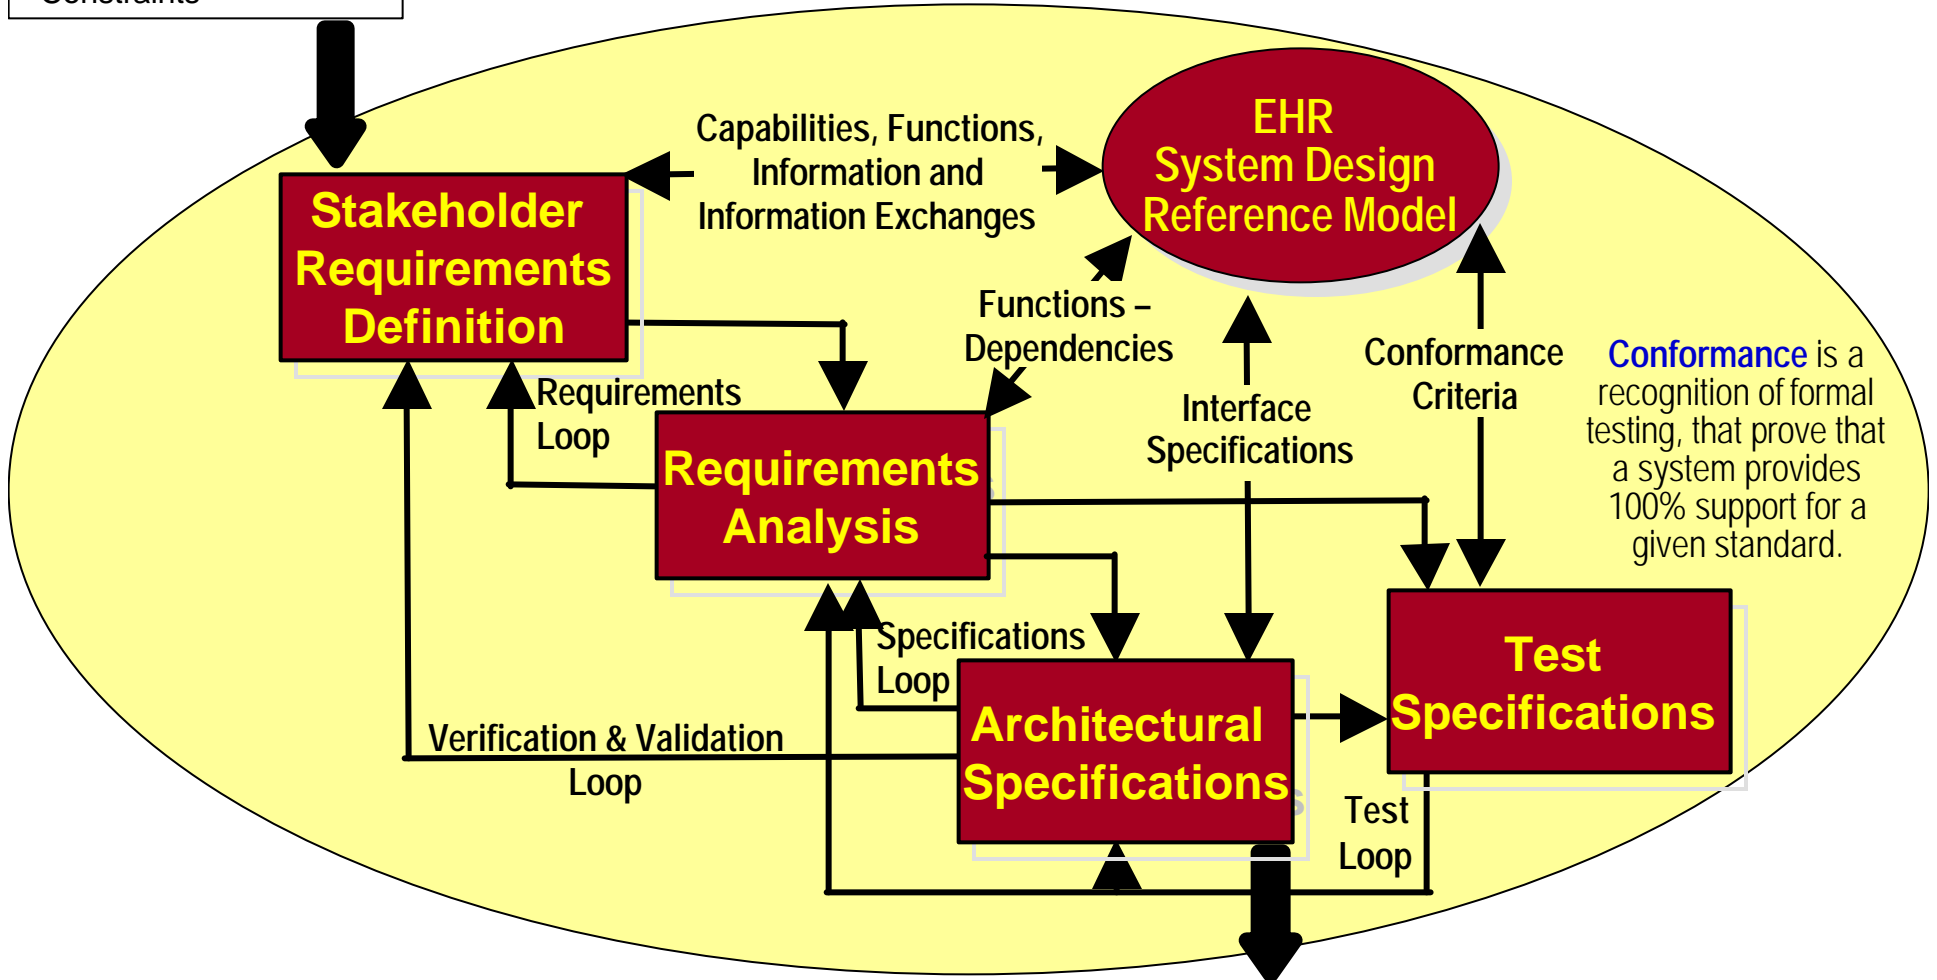 Constraints
EHR
System Design
Reference Model
Capabilities, Functions,
Information and
Information Exchanges
Stakeholder
Requirements
Definition
Functions –
Dependencies
Conformance
Criteria
Conformance is a
recognition of formal
testing, that prove that
a system provides
100% support for a
given standard.
Requirements
Loop
Interface
Specifications
Requirements
Analysis
Specifications
Loop
Test
Specifications
Architectural
Specifications
Verification & Validation
Loop
Test
Loop